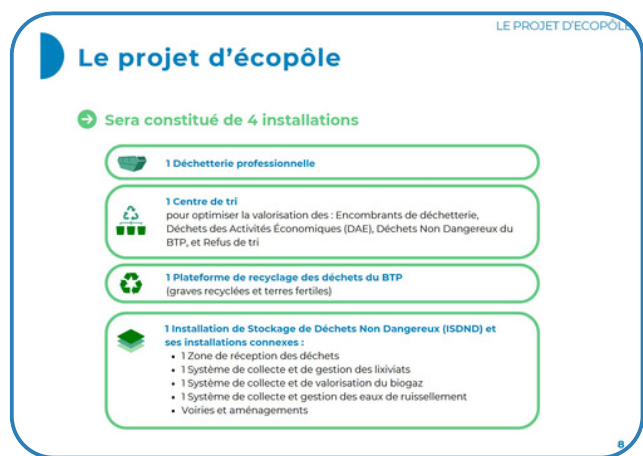 LE PROJET D'ECOPÔLE
Le projet d'écopôle
Sera constitué de 4 installations
1 Déchetterie professionnelle
1 Centre de tri
pour optimiser la valorisation des : Encombrants de déchetterie,
Déchets des Activités Économiques (DAE), Déchets Non Dangereux du
BTP, et Refus de tri
1 Plateforme de recyclage des déchets du BTP
(graves recyclées et terres fertiles)
1 Installation de Stockage de Déchets Non Dangereux (ISDND) et
ses installations connexes :
• 1 Zone de réception des déchets
• 1 Système de collecte et de gestion des lixiviats
• 1 Système de collecte et de valorisation du biogaz
• 1 Système de collecte et gestion des eaux de ruissellement
• Voiries et aménagements
8